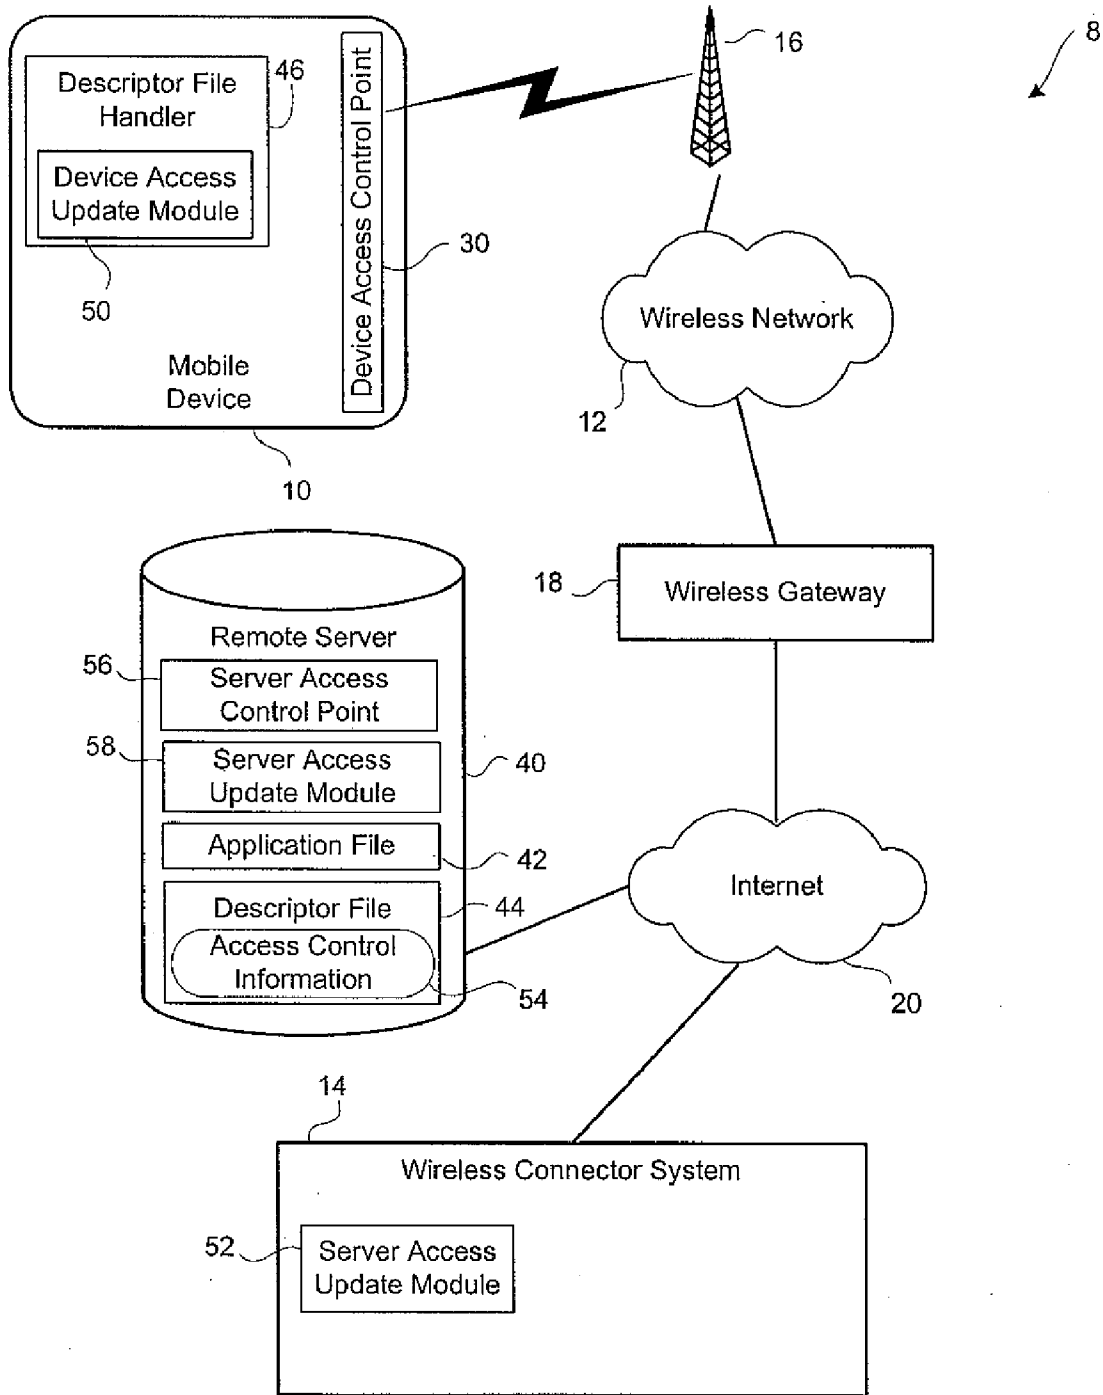 8
16
46
Descriptor File
Handler
Device Access
Update Module
50
Device Access Control Point
30
Mobile
Device
10
Wireless Network
12
18
Wireless Gateway
Remote Server
56
Server Access
Control Point
58
Server Access
Update Module
40
Application File
42
Descriptor File
44
Access Control
Information
54
Internet
20
14
Wireless Connector System
52
Server Access
Update Module